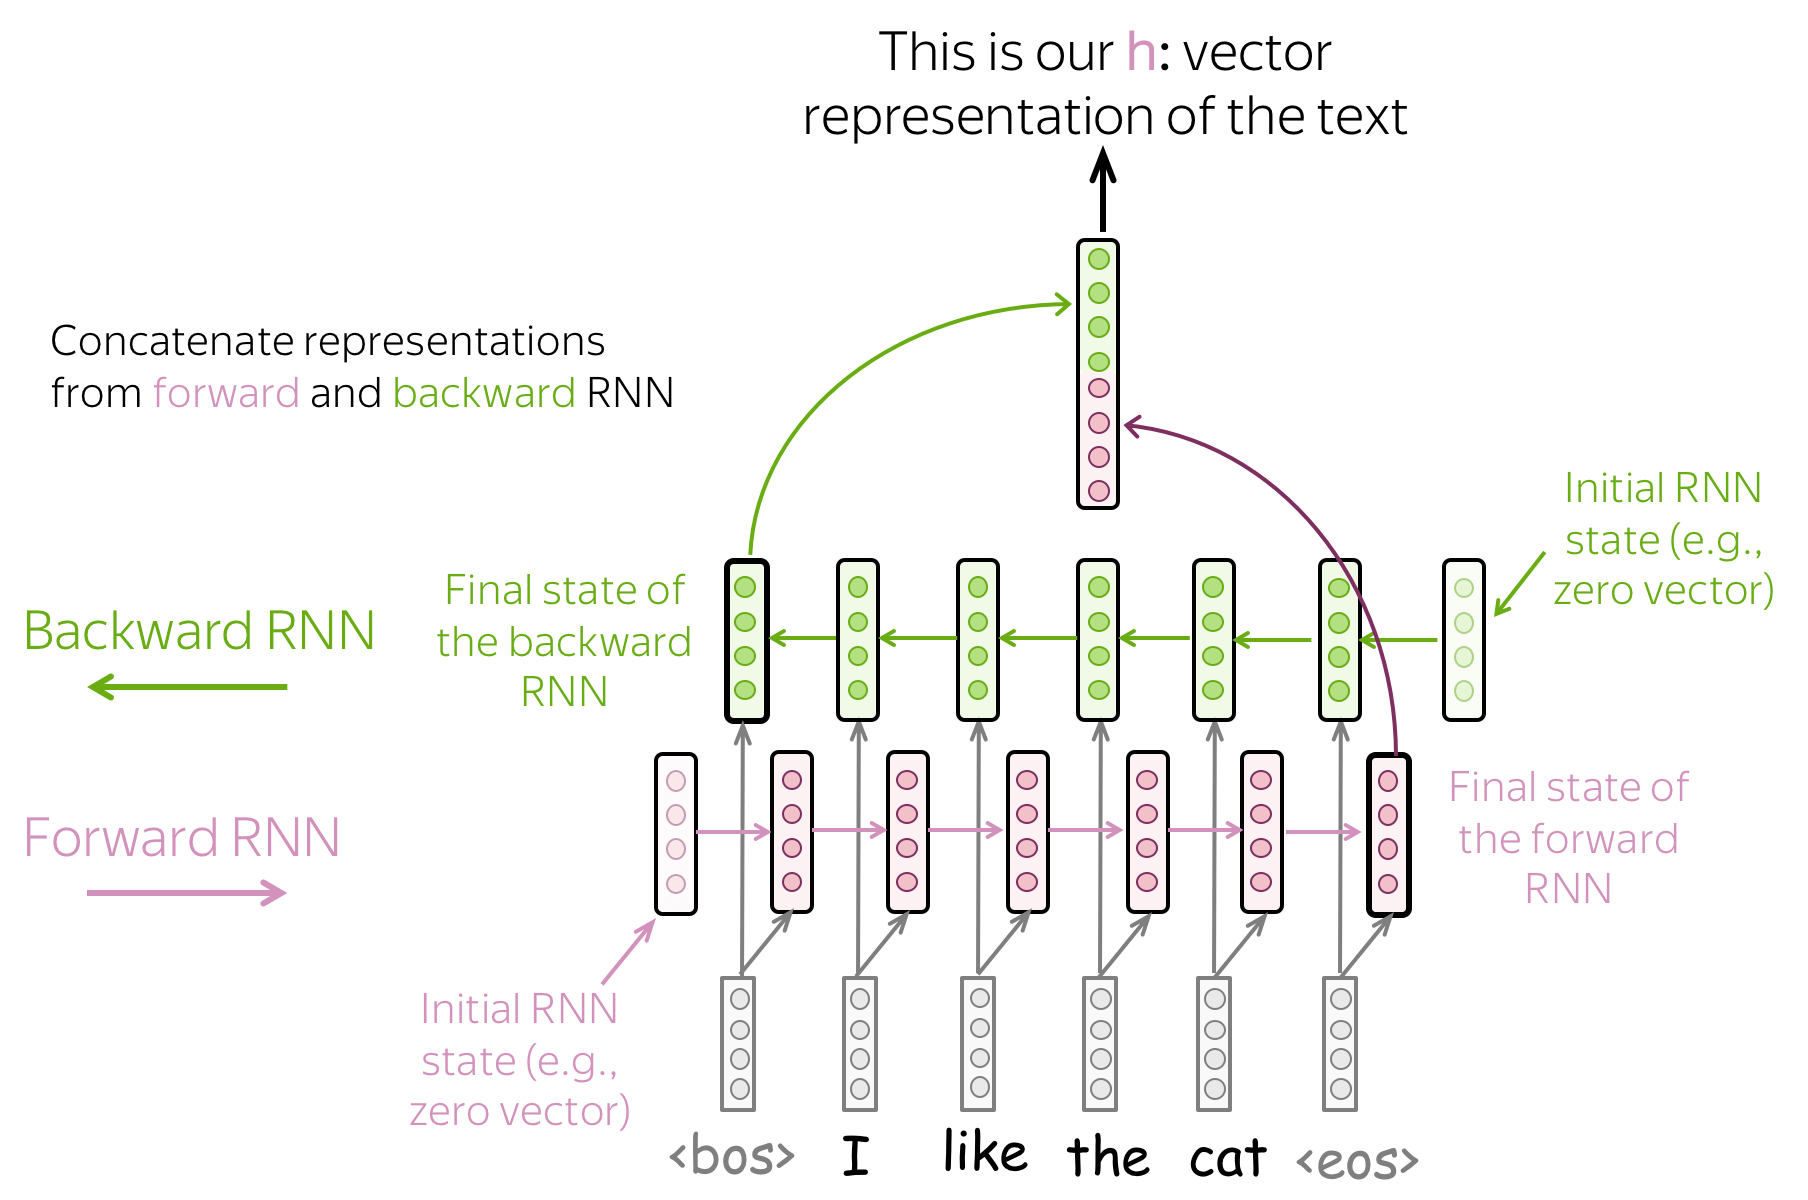 This is our h: vector
representation of the text
Concatenate representations
from forward and backward RNN
Initial RNN
state (e.g.,
zero vector)
Backward RNN
Final state of
the backward
RNN
Forward RNN
Final state of
the forward
RNN
Initial RNN
state (e.g.,
zero vector)
<bos> I like the cat <eos>